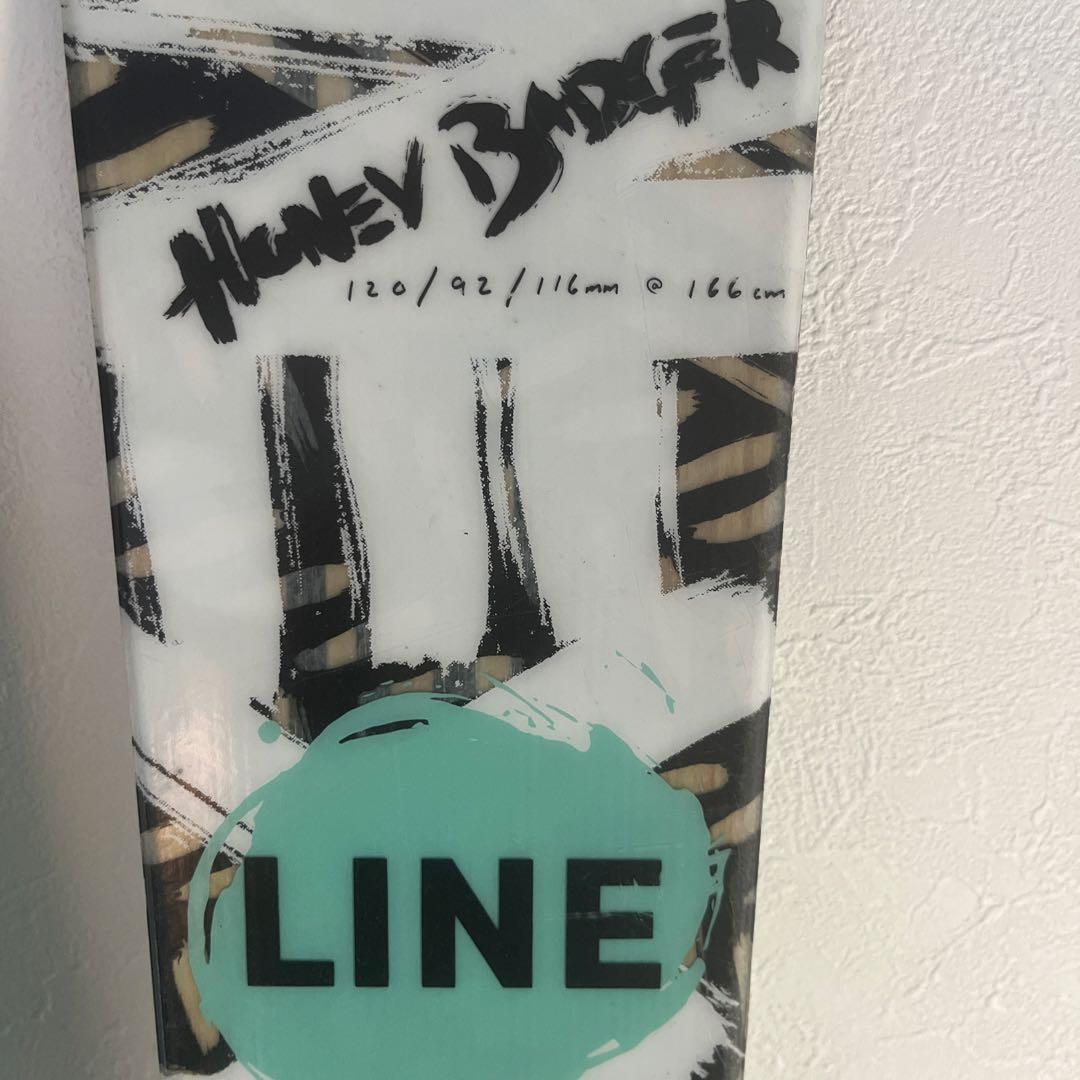 HONEY BADGER
120/92/116mm @ 166cm
LINE